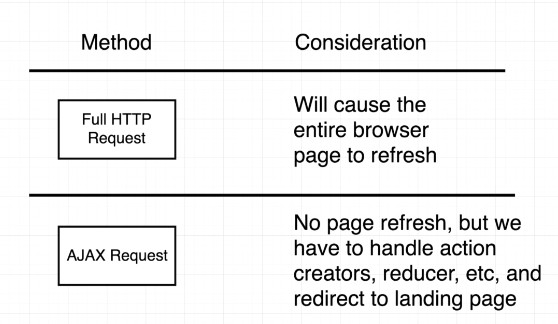 Method
Consideration
Full HTTP
Request
Will cause the
entire browser
page to refresh
AJAX Request
No page refresh, but we
have to handle action
creators, reducer, etc, and
redirect to landing page